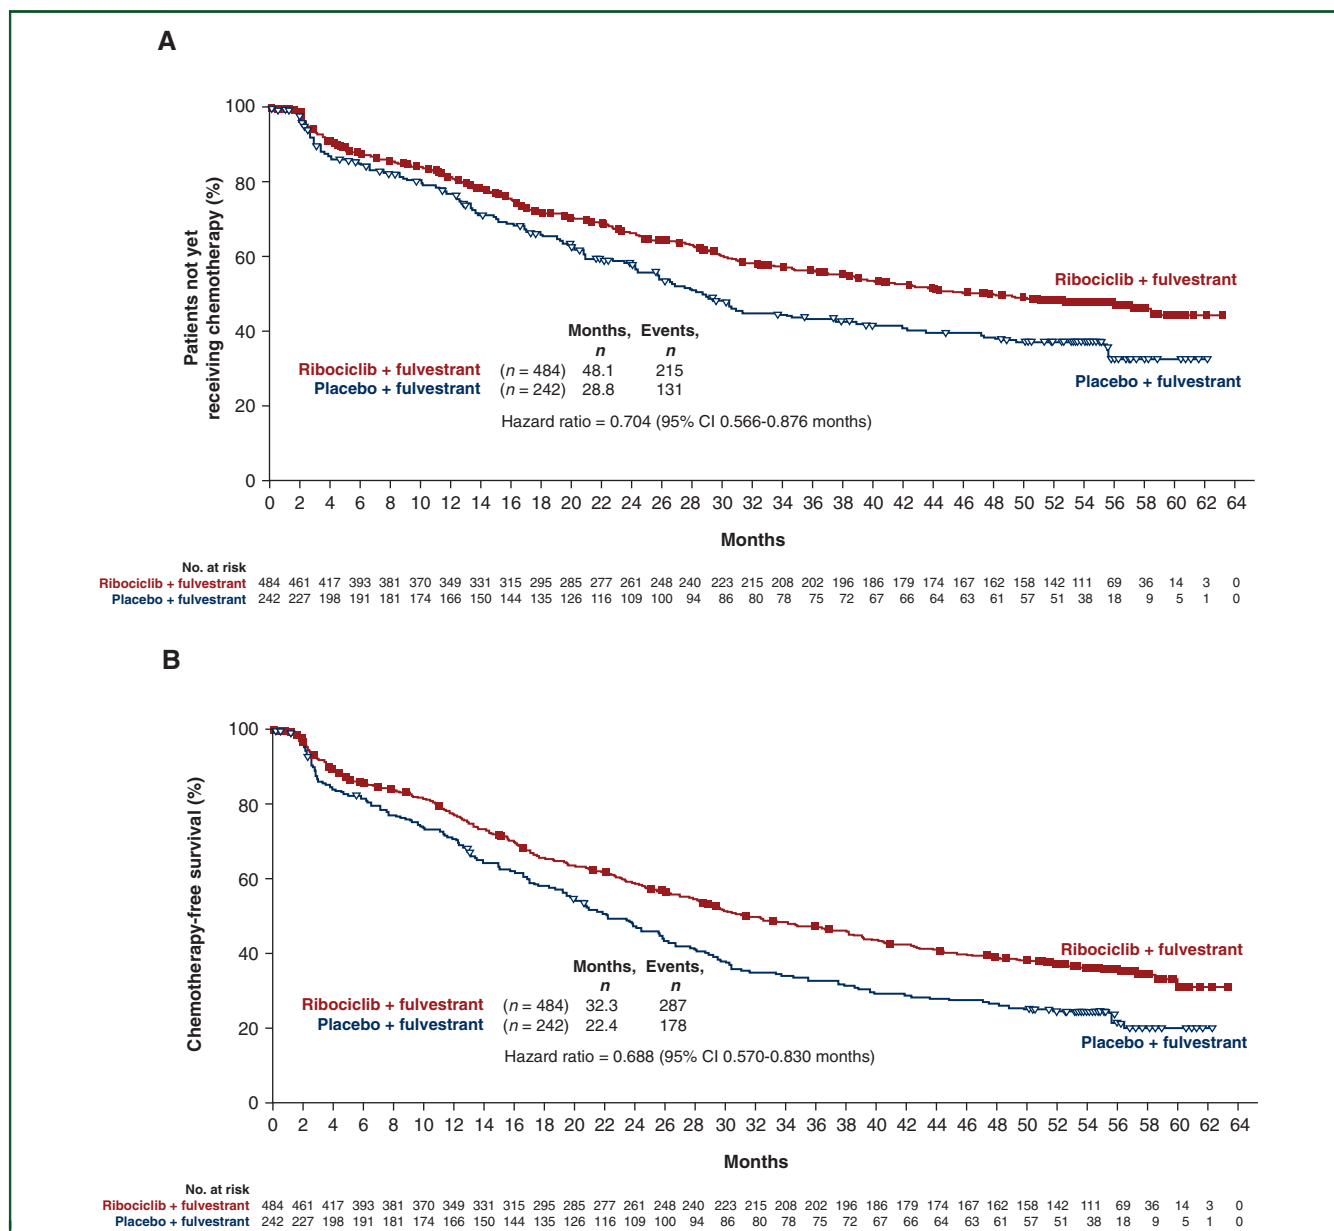 A
100
80
60
40
20
0
Patients not yet
receiving chemotherapy (%)
Ribociclib + fulvestrant
Placebo + fulvestrant
Months, Events,
n n
Ribociclib + fulvestrant (n = 484) 48.1 215
Placebo + fulvestrant (n = 242) 28.8 131
Hazard ratio = 0.704 (95% CI 0.566-0.876 months)
0 2 4 6 8 10 12 14 16 18 20 22 24 26 28 30 32 34 36 38 40 42 44 46 48 50 52 54 56 58 60 62 64
Months
No. at risk
Ribociclib + fulvestrant 484 461 417 393 381 370 349 331 315 295 285 277 261 248 240 223 215 208 202 196 186 179 174 167 162 158 142 111 69 36 14 3 0
Placebo + fulvestrant 242 227 198 191 181 174 166 150 144 135 126 116 109 100 94 86 80 78 75 72 67 66 64 63 61 57 51 38 18 9 5 1 0
B
100
80
60
40
20
0
Chemotherapy-free survival (%)
Ribociclib + fulvestrant
Placebo + fulvestrant
Months, Events,
n n
Ribociclib + fulvestrant (n = 484) 32.3 287
Placebo + fulvestrant (n = 242) 22.4 178
Hazard ratio = 0.688 (95% CI 0.570-0.830 months)
0 2 4 6 8 10 12 14 16 18 20 22 24 26 28 30 32 34 36 38 40 42 44 46 48 50 52 54 56 58 60 62 64
Months
No. at risk
Ribociclib + fulvestrant 484 461 417 393 381 370 349 331 315 295 285 277 261 248 240 223 215 208 202 196 186 179 174 167 162 158 142 111 69 36 14 3 0
Placebo + fulvestrant 242 227 198 191 181 174 166 150 144 135 126 116 109 100 94 86 80 78 75 72 67 66 64 63 61 57 51 38 18 9 5 1 0